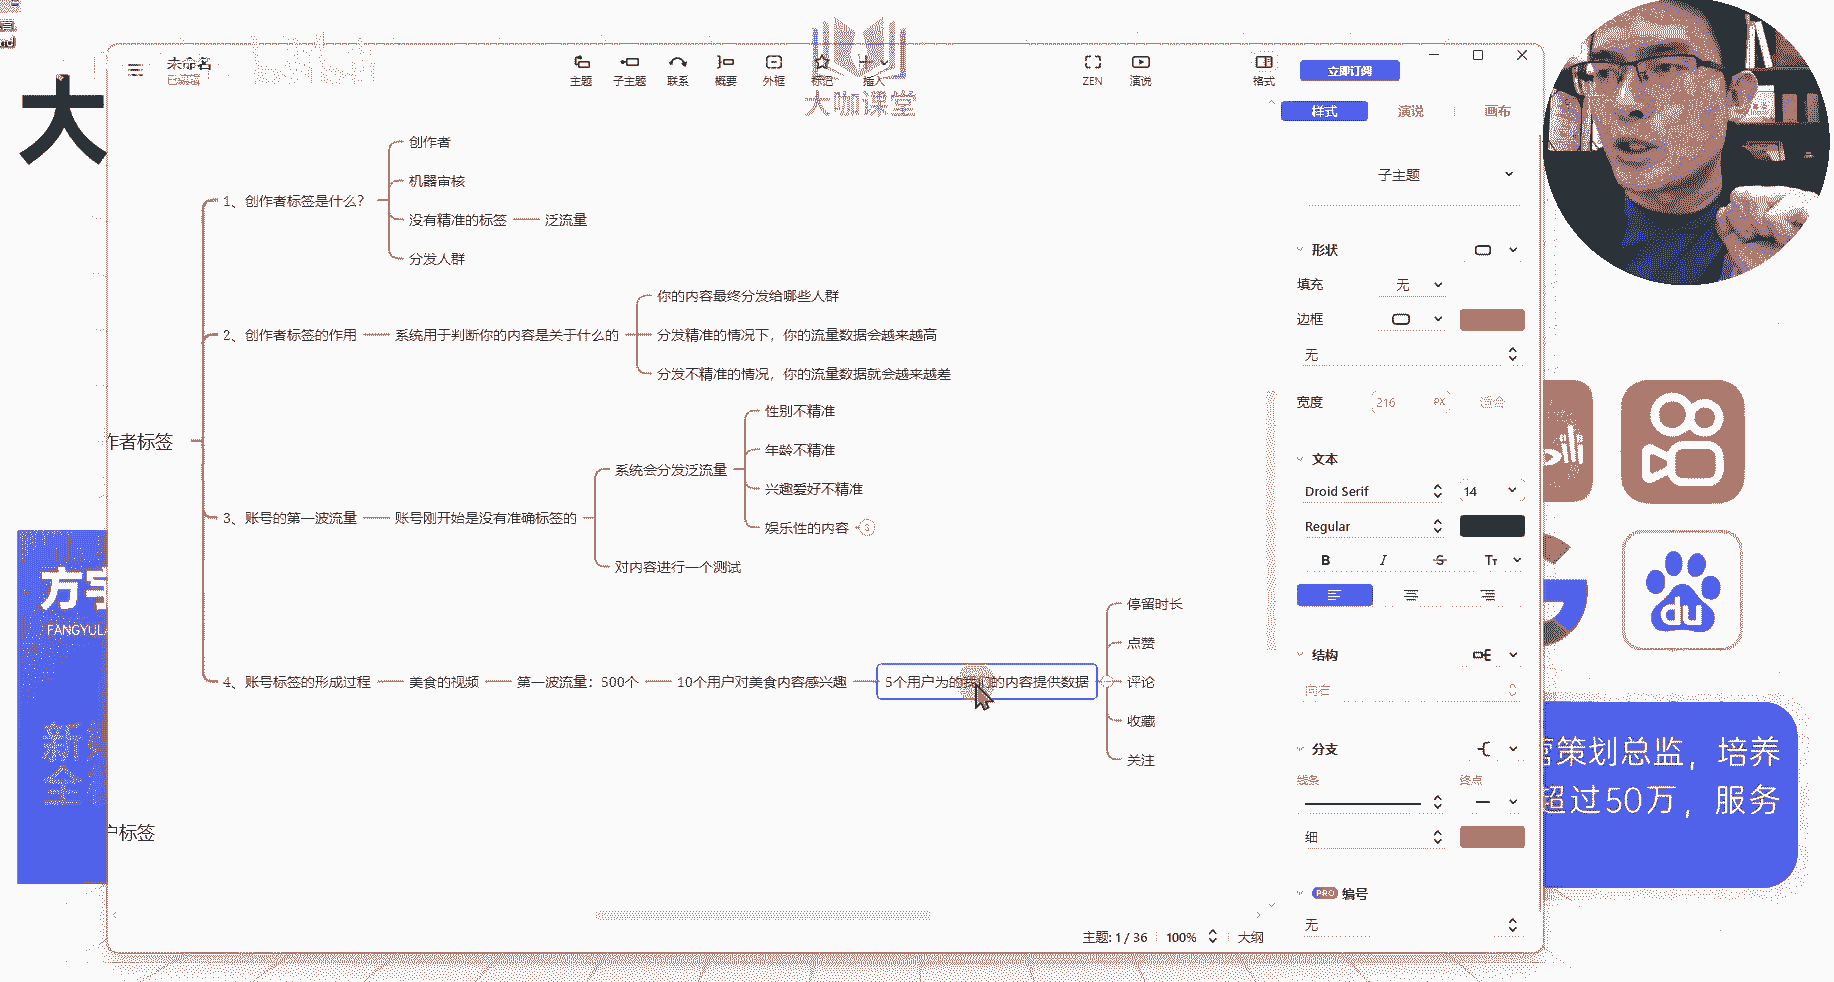 大
未命名
已编辑
主题
子主题
联系
概要
外框
标记
插入
ZEN
演说
格式
立即订阅
大咖课堂
样式
演说
画布
子主题
形状
填充
无
边框
无
宽度
216
PX
文本
Droid Serif
14
Regular
B
I
S
Tт
结构
向右
分支
线条
终点
细
PRO
编号
无
作者标签
1、创作者标签是什么？
创作者
机器审核
没有精准的标签
泛流量
分发人群
2、创作者标签的作用
系统用于判断你的内容是关于什么的
你的内容最终分发给哪些人群
分发精准的情况下，你的流量数据会越来越高
分发不精准的情况，你的流量数据就会越来越差
3、账号的第一波流量
账号刚开始是没有准确标签的
系统会分发泛流量
性别不精准
年龄不精准
兴趣爱好不精准
娱乐性的内容
3
对内容进行一个测试
4、账号标签的形成过程
美食的视频
第一波流量：500个
10个用户对美食内容感兴趣
5个用户为的我们的内容提供数据
停留时长
点赞
评论
收藏
关注
户标签
主题: 1 / 36
100%
大纲
方宇
FANGYULA
新
全
du
营策划总监，培养
超过50万，服务